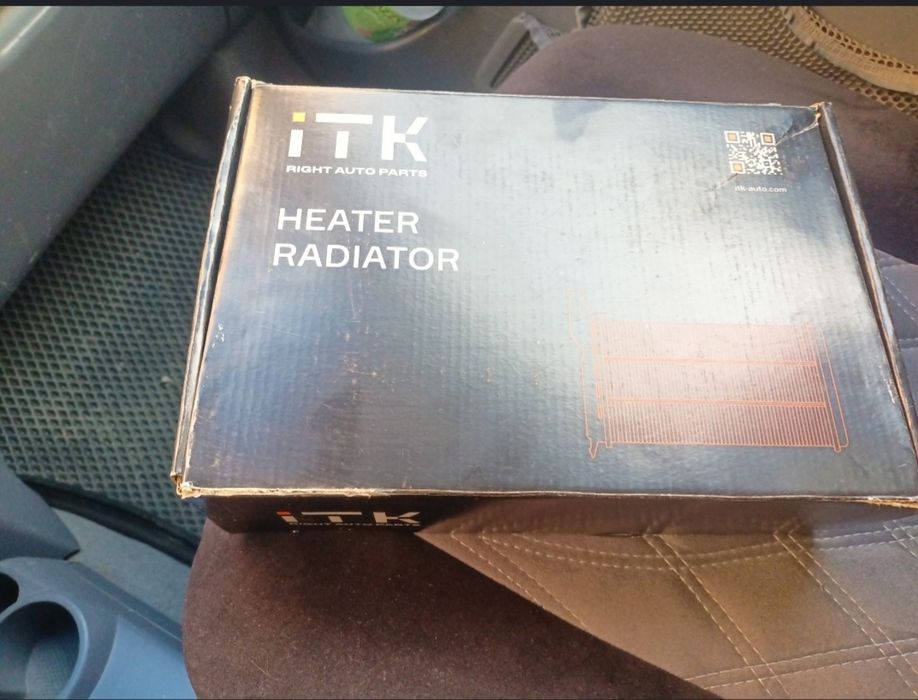 iTK
RIGHT AUTO PARTS
itk-auto.com
HEATER
RADIATOR
iTK
RIGHT AUTO PARTS